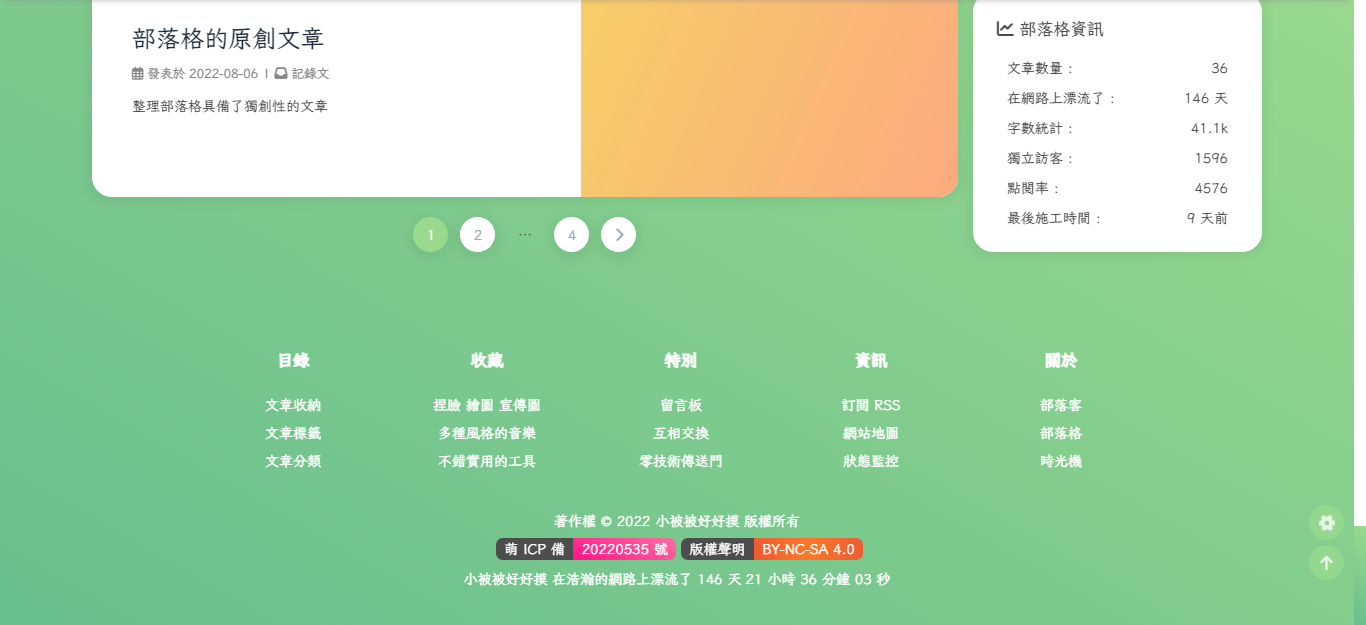 部落格的原創文章
發表於 2022-08-06 | 記錄文
整理部落格具備了獨創性的文章
1 2 … 4
部落格資訊
文章數量 : 36
在網路上漂流了 : 146 天
字數統計 : 41.1k
獨立訪客 : 1596
點閱率 : 4576
最後施工時間 : 9 天前
目錄
文章收納
文章標籤
文章分類
收藏
捏臉 繪圖 宣傳圖
多種風格的音樂
不錯實用的工具
特別
留言板
互相交換
零技術傳送門
資訊
訂閱 RSS
網站地圖
狀態監控
關於
部落客
部落格
時光機
著作權 © 2022 小被被好好摸 版權所有
萌 ICP 備 20220535 號 版權聲明 BY-NC-SA 4.0
小被被好好摸 在浩瀚的網路上漂流了 146 天 21 小時 36 分鐘 03 秒